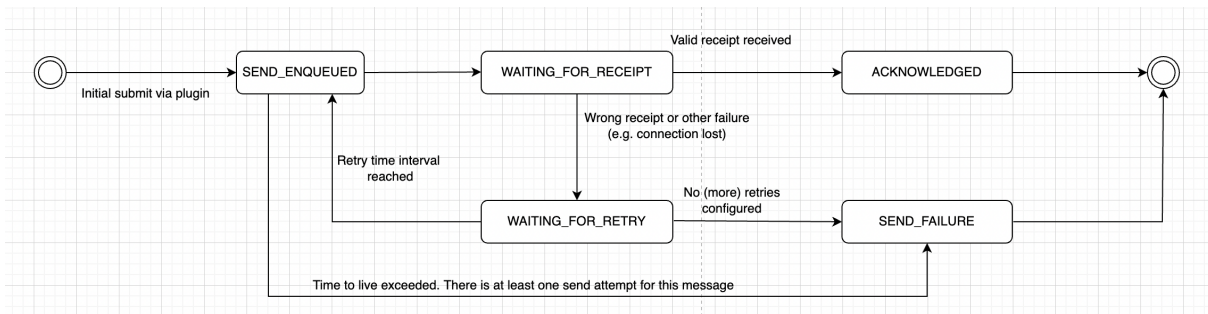 Valid receipt received
SEND_ENQUEUED
WAITING_FOR_RECEIPT
ACKNOWLEDGED
Initial submit via plugin
Wrong receipt or other failure
(e.g. connection lost)
Retry time interval
reached
No (more) retries
configured
WAITING_FOR_RETRY
SEND_FAILURE
Time to live exceeded. There is at least one send attempt for this message